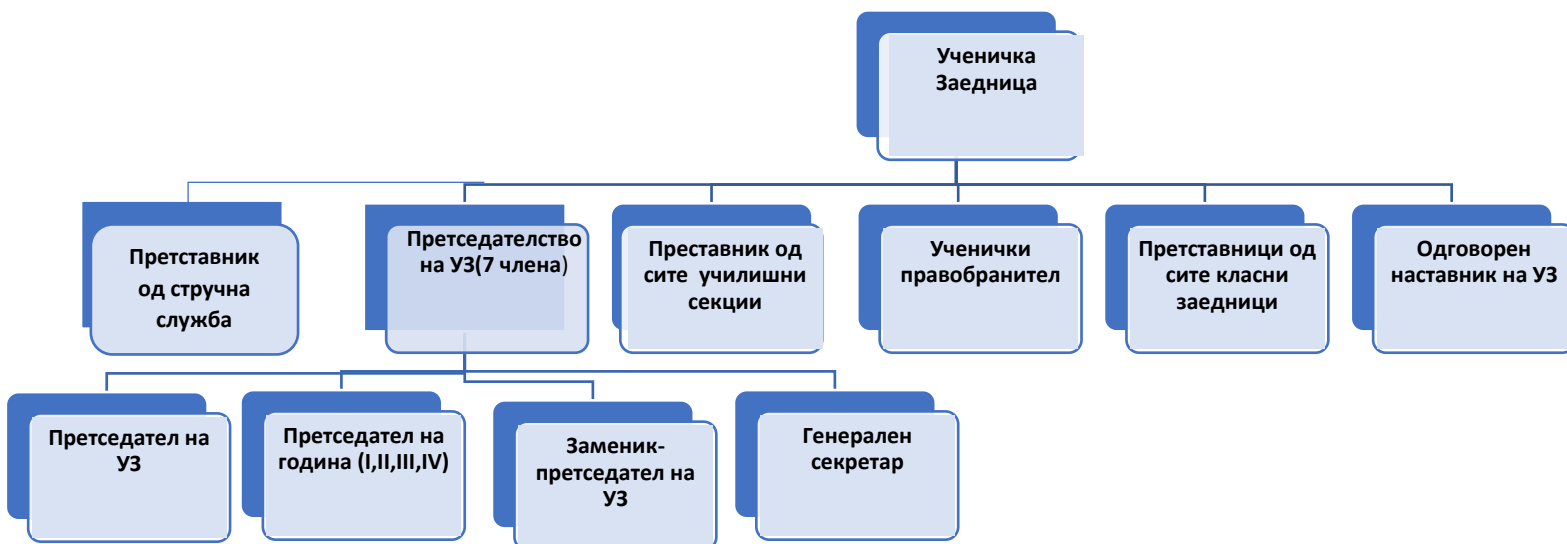 Ученичка
Заедница
Претставник
од стручна
служба
Претседателство
на УЗ(7 члена)
Преставник од
сите училишни
секции
Ученички
правобранител
Претставници од
сите класни
заедници
Одговорен
наставник на УЗ
Претседател на
УЗ
Претседател на
година (I,II,III,IV)
Заменик-
претседател на
УЗ
Генерален
секретар